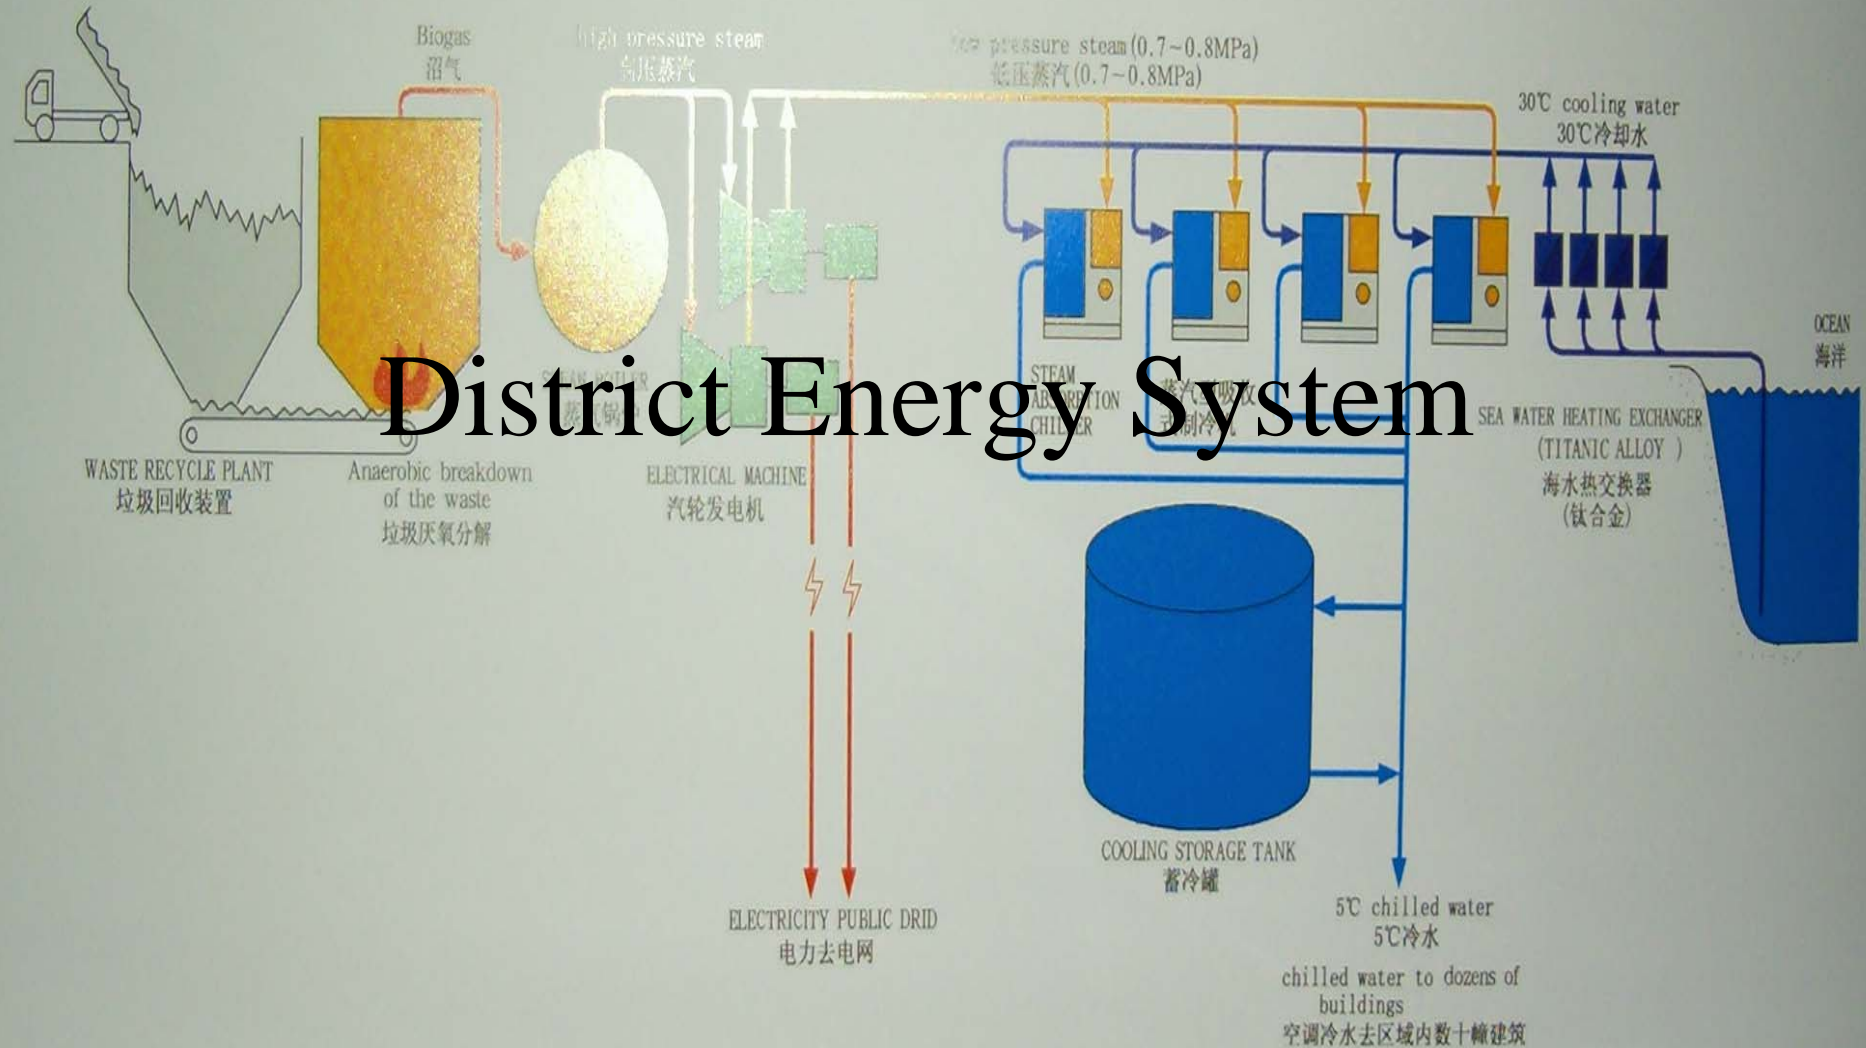 Biogas
沼气
high pressure steam
高压蒸汽
low pressure steam(0.7~0.8MPa)
低压蒸汽(0.7~0.8MPa)
30℃ cooling water
30℃冷却水
OCEAN
海洋
District Energy System
STEAM
ABSORPTION
CHILLER
SEA WATER HEATING EXCHANGER
(TITANIC ALLOY )
海水热交换器
(钛合金)
WASTE RECYCLE PLANT
垃圾回收装置
Anaerobic breakdown
of the waste
垃圾厌氧分解
ELECTRICAL MACHINE
汽轮发电机
COOLING STORAGE TANK
蓄冷罐
ELECTRICITY PUBLIC DRID
电力去电网
5℃ chilled water
5℃冷水
chilled water to dozens of
buildings
空调冷水去区域内数十幢建筑